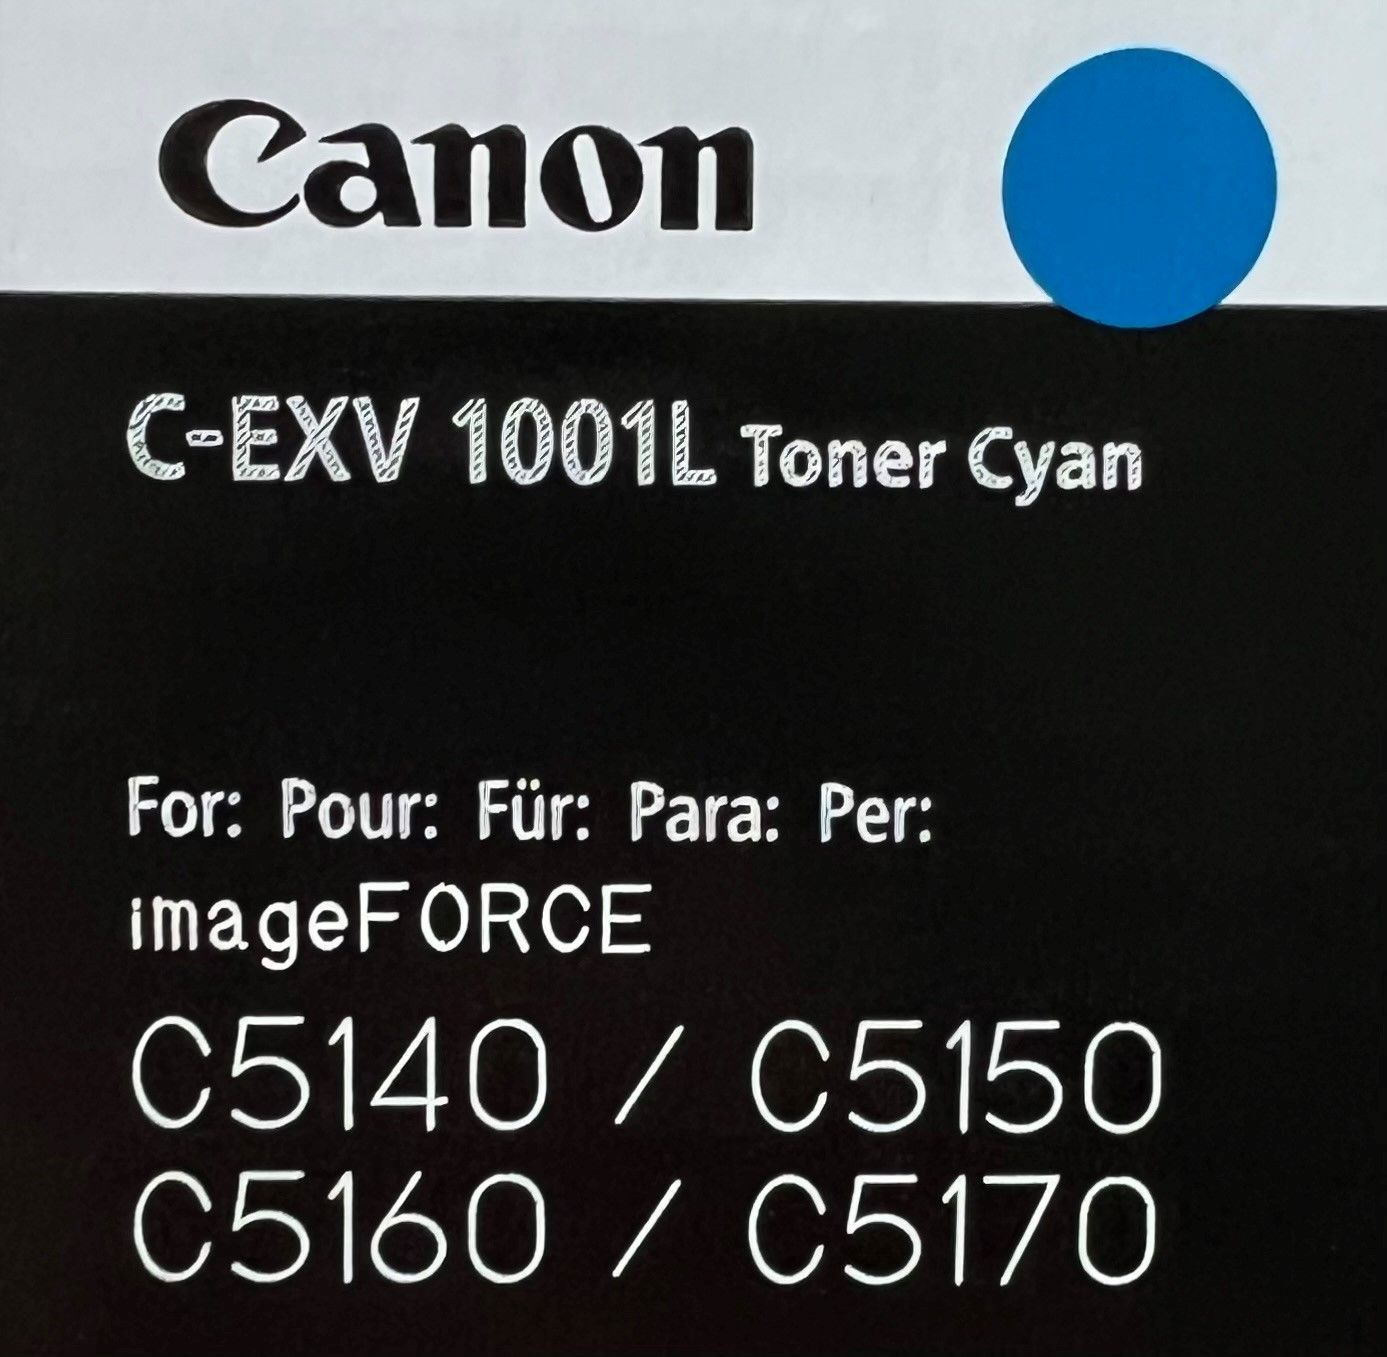 Canon
C-EXV 1001L Toner Cyan
For: Pour: Für: Para: Per:
imageFORCE
C5140 / C5150
C5160 / C5170